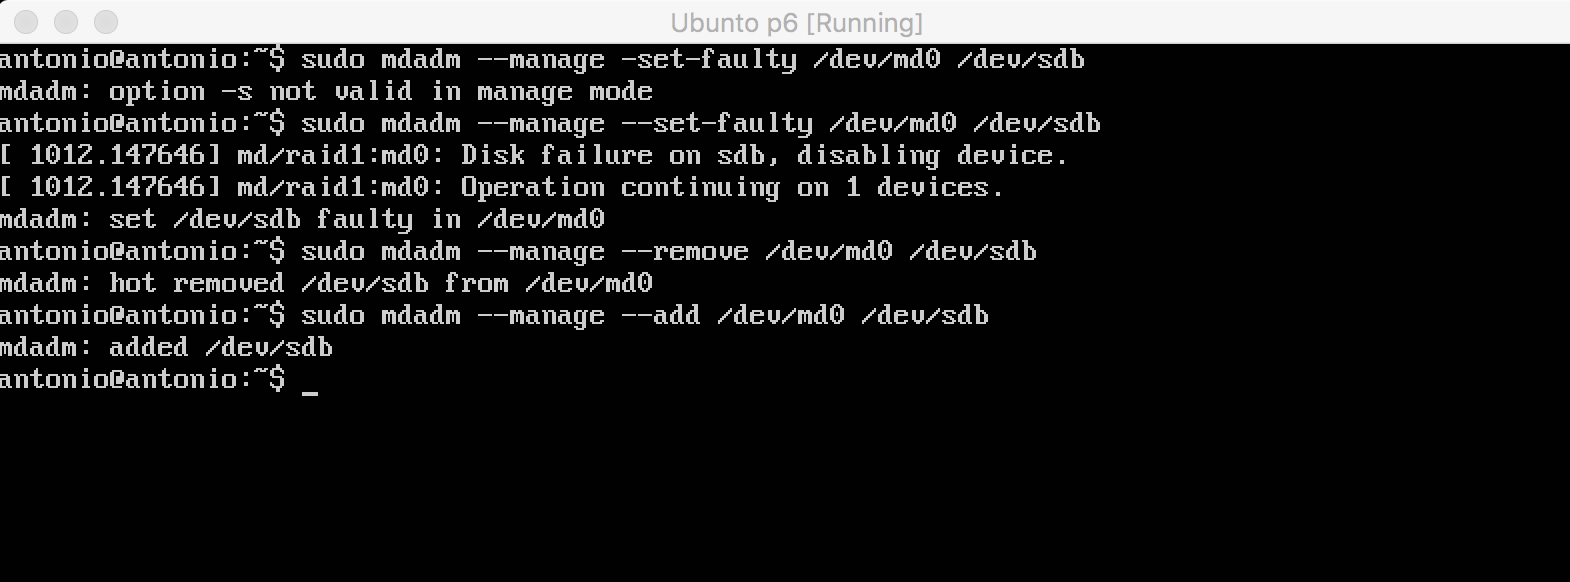 Ubunto p6 [Running]
antonio@antonio:~$ sudo mdadm --manage -set-faulty /dev/md0 /dev/sdb
mdadm: option -s not valid in manage mode
antonio@antonio:~$ sudo mdadm --manage --set-faulty /dev/md0 /dev/sdb
[ 1012.147646] md/raid1:md0: Disk failure on sdb, disabling device.
[ 1012.147646] md/raid1:md0: Operation continuing on 1 devices.
mdadm: set /dev/sdb faulty in /dev/md0
antonio@antonio:~$ sudo mdadm --manage --remove /dev/md0 /dev/sdb
mdadm: hot removed /dev/sdb from /dev/md0
antonio@antonio:~$ sudo mdadm --manage --add /dev/md0 /dev/sdb
mdadm: added /dev/sdb
antonio@antonio:~$ _